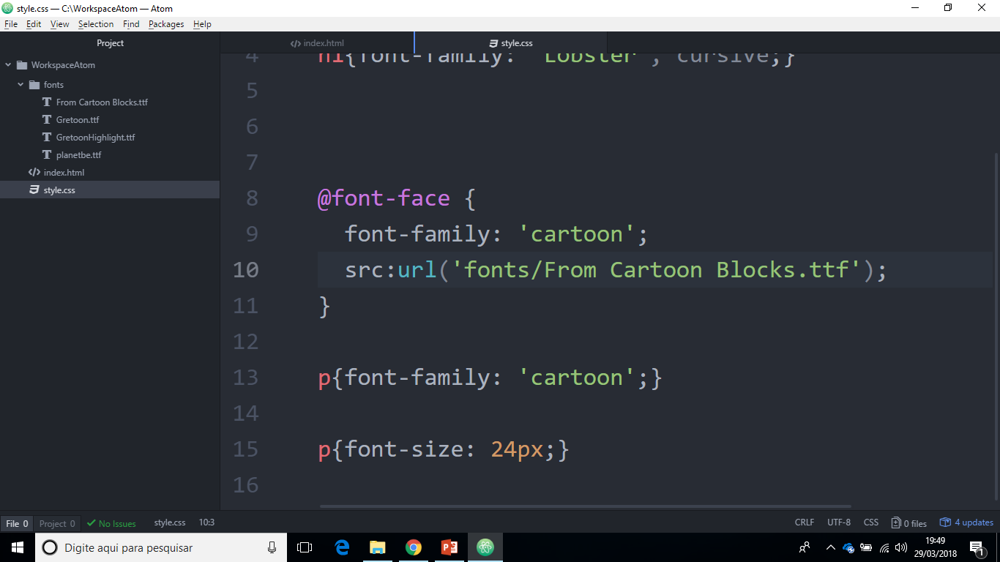 style.css — C:\WorkspaceAtom — Atom
File Edit View Selection Find Packages Help
Project
index.html
style.css
WorkspaceAtom
fonts
From Cartoon Blocks.ttf
Gretoon.ttf
GretoonHighlight.ttf
planetbe.ttf
index.html
style.css
4 h1{font-family: 'Lobster', cursive;}
5
6
7
8 @font-face {
9 font-family: 'cartoon';
10 src:url('fonts/From Cartoon Blocks.ttf');
11 }
12
13 p{font-family: 'cartoon';}
14
15 p{font-size: 24px;}
16
File 0 Project 0 No Issues style.css 10:3 CRLF UTF-8 CSS 0 files 4 updates
Digite aqui para pesquisar
19:49
29/03/2018
1